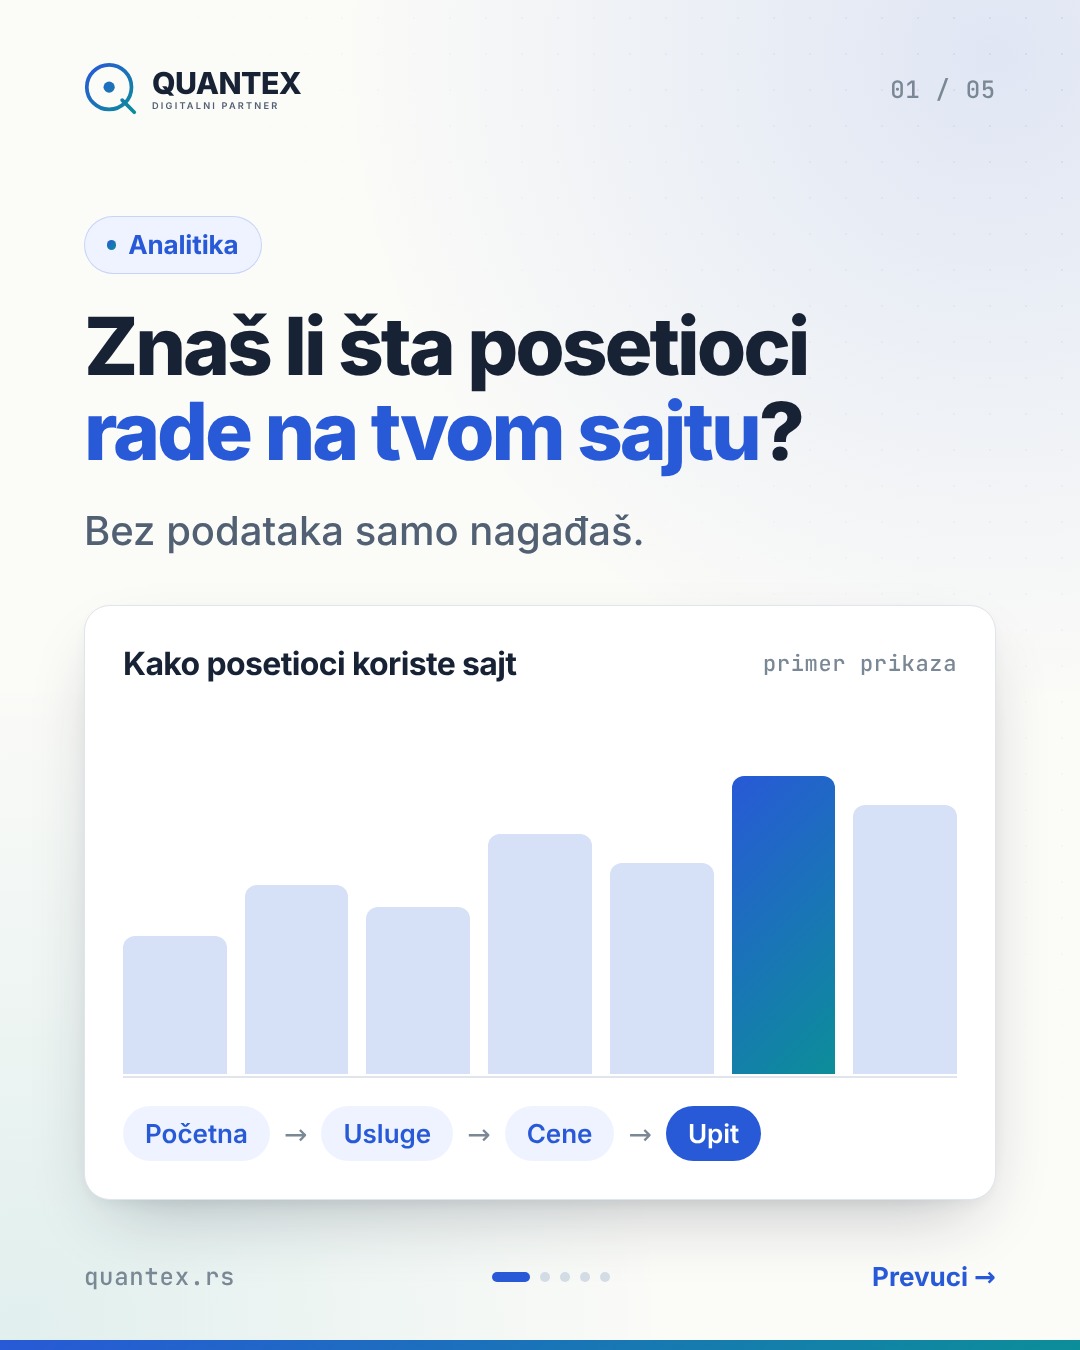 QUANTEX
DIGITALNI PARTNER
01 / 05
Analitika
Znaš li šta posetioci
rade na tvom sajtu?
Bez podataka samo nagađaš.
Kako posetioci koriste sajt
primer prikaza
Početna → Usluge → Cene → Upit
quantex.rs
Prevuci →